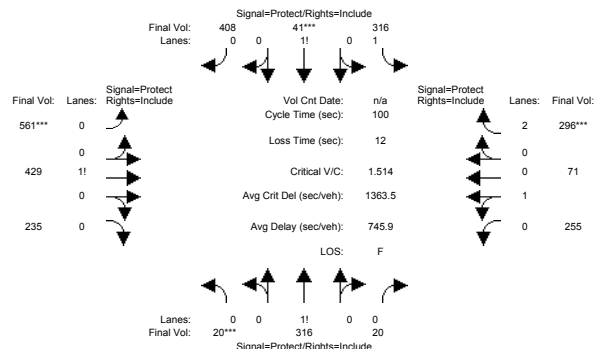 Signal=Protect/Rights=Include
Final Vol: 408 41*** 316
Lanes: 0 0 1! 0 1
Signal=Protect
Final Vol: Lanes: Rights=Include
Vol Cnt Date: n/a
Signal=Protect
Rights=Include Lanes: Final Vol:
Cycle Time (sec): 100
561*** 0
2 296***
Loss Time (sec): 12
0
0
429 1!
Critical V/C: 1.514
0 71
0
Avg Crit Del (sec/veh): 1363.5
1
235 0
Avg Delay (sec/veh): 745.9
0 255
LOS: F
Lanes: 0 0 1! 0 0
Final Vol: 20*** 316 20
Signal=Protect/Rights=Include